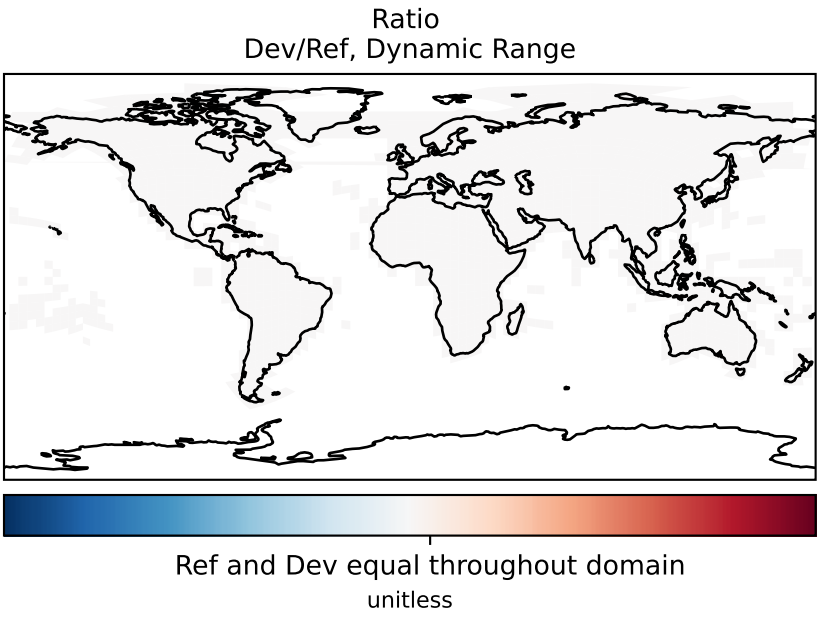 Ratio
Dev/Ref, Dynamic Range
Ref and Dev equal throughout domain
unitless